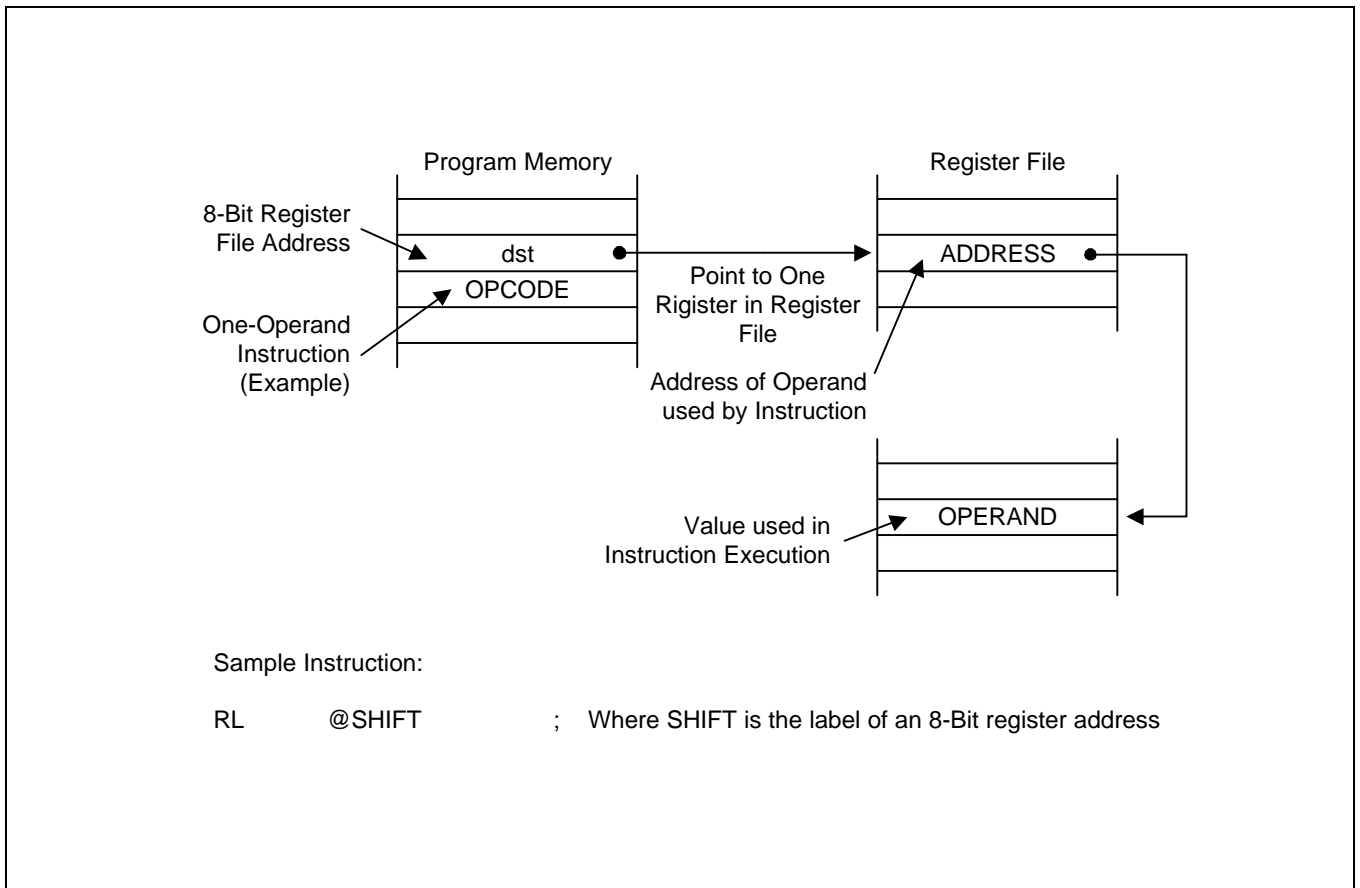 Program Memory
Register File
8-Bit Register
File Address
dst
ADDRESS
OPCODE
Point to One
Rigister in Register
File
One-Operand
Instruction
(Example)
Address of Operand
used by Instruction
OPERAND
Value used in
Instruction Execution
Sample Instruction:
RL @SHIFT ; Where SHIFT is the label of an 8-Bit register address